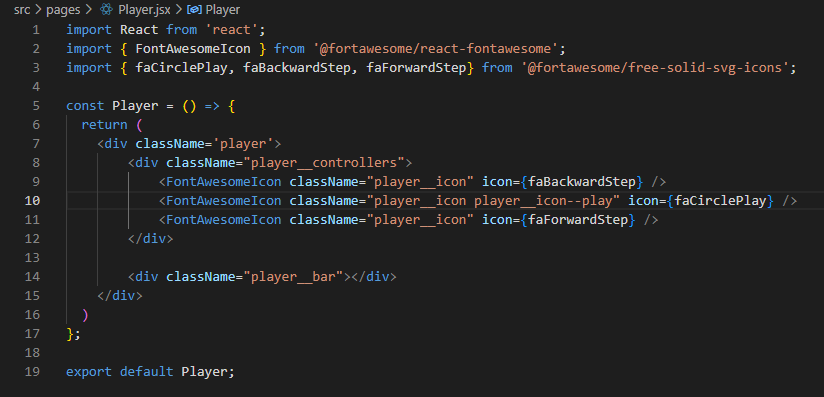 src > pages > Player.jsx > Player
1 import React from 'react';
2 import { FontAwesomeIcon } from '@fortawesome/react-fontawesome';
3 import { faCirclePlay, faBackwardStep, faForwardStep} from '@fortawesome/free-solid-svg-icons';
4
5 const Player = () => {
6   return (
7     <div className='player'>
8         <div className="player__controllers">
9             <FontAwesomeIcon className="player__icon" icon={faBackwardStep} />
10             <FontAwesomeIcon className="player__icon player__icon--play" icon={faCirclePlay} />
11             <FontAwesomeIcon className="player__icon" icon={faForwardStep} />
12         </div>
13
14         <div className="player__bar"></div>
15     </div>
16   )
17 };
18
19 export default Player;